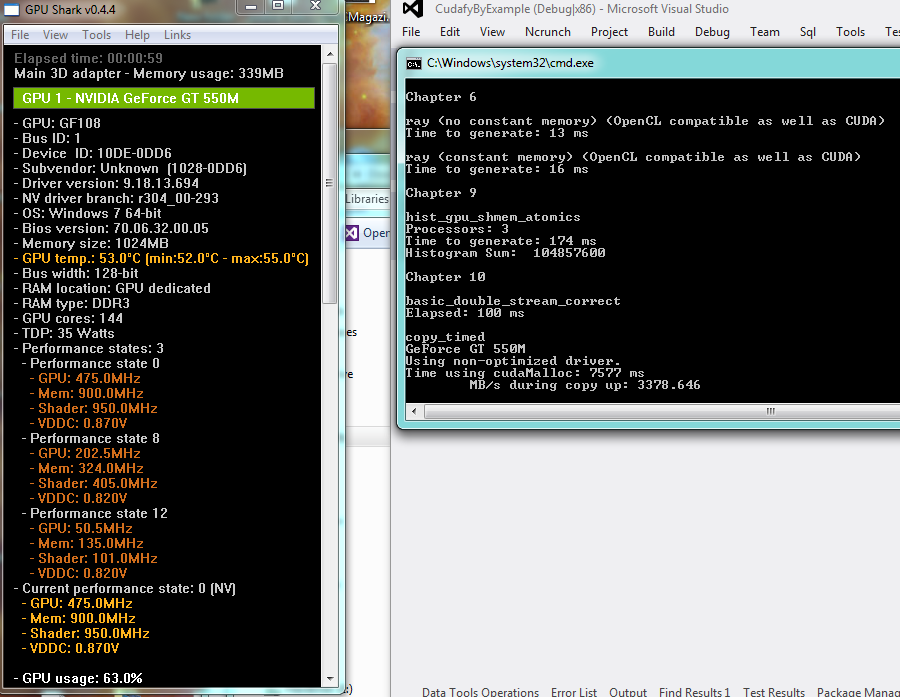 GPU Shark v0.4.4
File View Tools Help Links
Elapsed time: 00:00:59
Main 3D adapter - Memory usage: 339MB
GPU 1 - NVIDIA GeForce GT 550M
- GPU: GF108
- Bus ID: 1
- Device ID: 10DE-0DD6
- Subvendor: Unknown (1028-0DD6)
- Driver version: 9.18.13.694
- NV driver branch: r304_00-293
- OS: Windows 7 64-bit
- Bios version: 70.06.32.00.05
- Memory size: 1024MB
- GPU temp.: 53.0°C (min:52.0°C - max:55.0°C)
- Bus width: 128-bit
- RAM location: GPU dedicated
- RAM type: DDR3
- GPU cores: 144
- TDP: 35 Watts
- Performance states: 3
- Performance state 0
- GPU: 475.0MHz
- Mem: 900.0MHz
- Shader: 950.0MHz
- VDDC: 0.870V
- Performance state 8
- GPU: 202.5MHz
- Mem: 324.0MHz
- Shader: 405.0MHz
- VDDC: 0.820V
- Performance state 12
- GPU: 50.5MHz
- Mem: 135.0MHz
- Shader: 101.0MHz
- VDDC: 0.820V
- Current performance state: 0 (NV)
- GPU: 475.0MHz
- Mem: 900.0MHz
- Shader: 950.0MHz
- VDDC: 0.870V
- GPU usage: 63.0%
Magazi
Libraries
Open
es
re
:)
CudafyByExample (Debug|x86) - Microsoft Visual Studio
File Edit View Ncrunch Project Build Debug Team Sql Tools Tes
C:\Windows\system32\cmd.exe
Chapter 6
ray (no constant memory) (OpenCL compatible as well as CUDA)
Time to generate: 13 ms
ray (constant memory) (OpenCL compatible as well as CUDA)
Time to generate: 16 ms
Chapter 9
hist_gpu_shmem_atomics
Processors: 3
Time to generate: 174 ms
Histogram Sum: 104857600
Chapter 10
basic_double_stream_correct
Elapsed: 100 ms
copy_timed
GeForce GT 550M
Using non-optimized driver.
Time using cudaMalloc: 7577 ms
MB/s during copy up: 3378.646
Data Tools Operations Error List Output Find Results 1 Test Results Package Manag